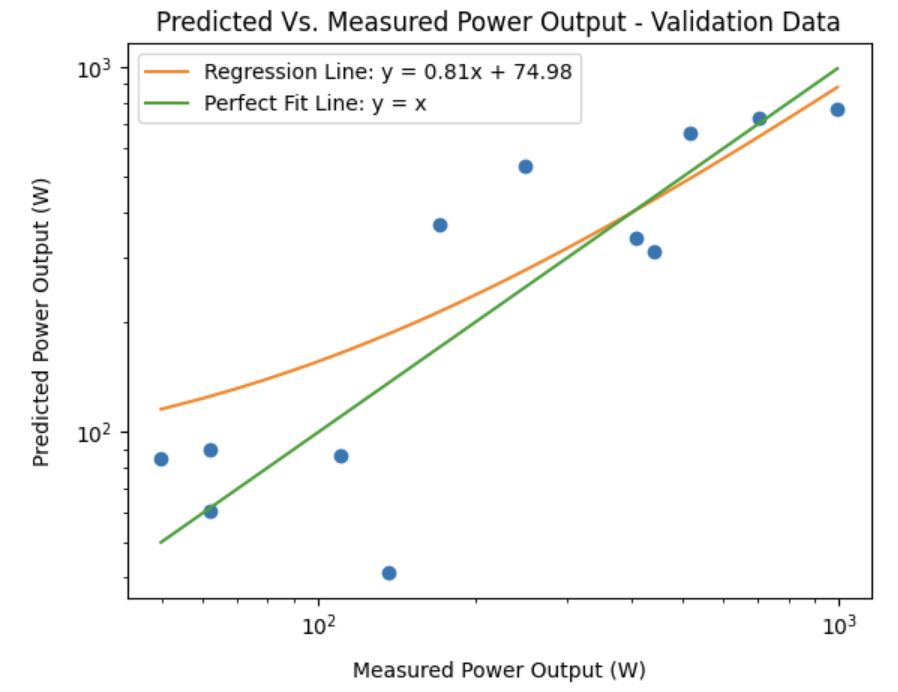 Predicted Vs. Measured Power Output - Validation Data
Regression Line: y = 0.81x + 74.98
Perfect Fit Line: y = x
10³
10²
Predicted Power Output (W)
10²
10³
Measured Power Output (W)